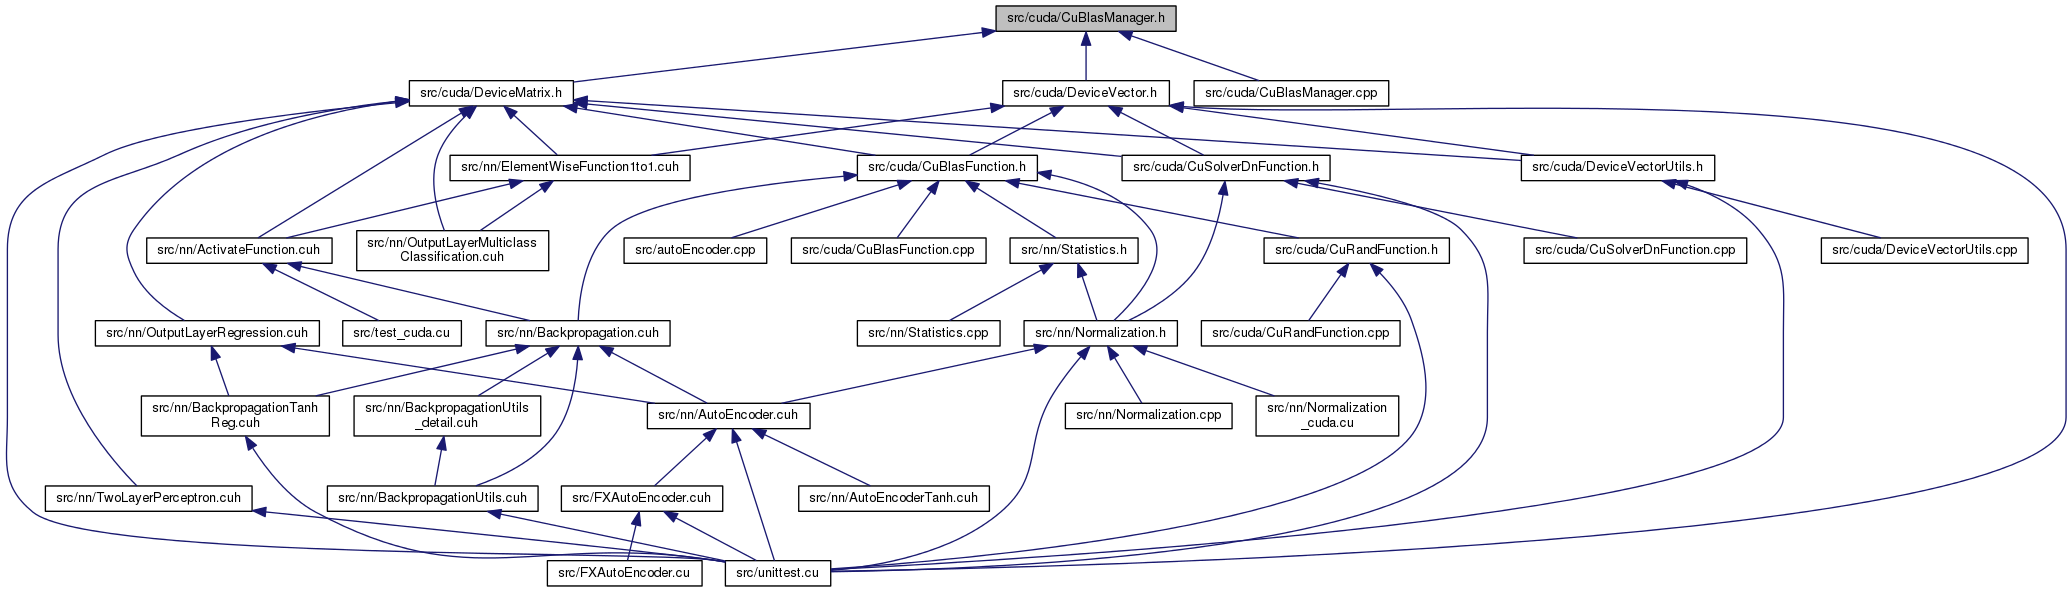 src/cuda/CuBlasManager.h
src/cuda/DeviceMatrix.h
src/cuda/DeviceVector.h
src/cuda/CuBlasManager.cpp
src/nn/ElementWiseFunction1to1.cuh
src/cuda/CuBlasFunction.h
src/cuda/CuSolverDnFunction.h
src/cuda/DeviceVectorUtils.h
src/nn/ActivateFunction.cuh
src/nn/OutputLayerMulticlass
Classification.cuh
src/autoEncoder.cpp
src/cuda/CuBlasFunction.cpp
src/nn/Statistics.h
src/cuda/CuRandFunction.h
src/cuda/CuSolverDnFunction.cpp
src/cuda/DeviceVectorUtils.cpp
src/nn/OutputLayerRegression.cuh
src/test_cuda.cu
src/nn/Backpropagation.cuh
src/nn/Statistics.cpp
src/nn/Normalization.h
src/cuda/CuRandFunction.cpp
src/nn/BackpropagationTanh
Reg.cuh
src/nn/BackpropagationUtils
_detail.cuh
src/nn/AutoEncoder.cuh
src/nn/Normalization.cpp
src/nn/Normalization
_cuda.cu
src/nn/TwoLayerPerceptron.cuh
src/nn/BackpropagationUtils.cuh
src/FXAutoEncoder.cuh
src/nn/AutoEncoderTanh.cuh
src/FXAutoEncoder.cu
src/unittest.cu